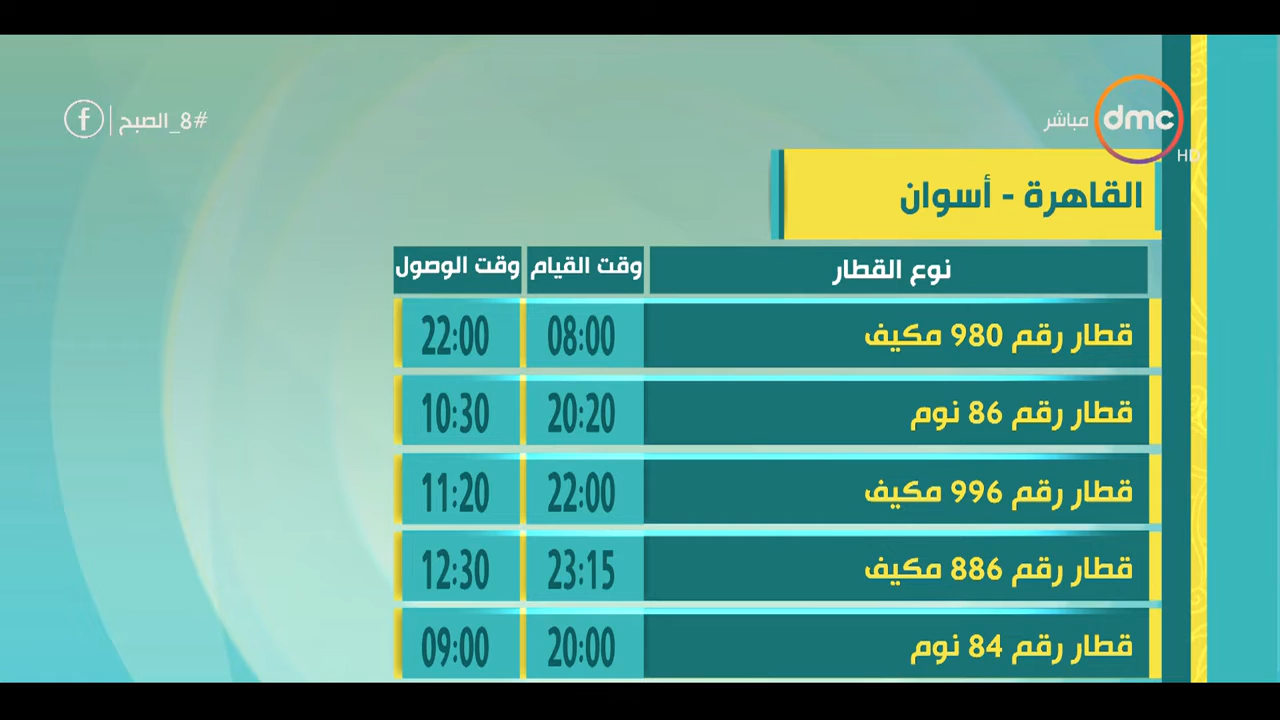 dmc مباشر
HD
#8_الصبح | f
القاهرة - أسوان
نوع القطار وقت القيام وقت الوصول
قطار رقم 980 مكيف 08:00 22:00
قطار رقم 86 نوم 20:20 10:30
قطار رقم 996 مكيف 22:00 11:20
قطار رقم 886 مكيف 23:15 12:30
قطار رقم 84 نوم 20:00 09:00